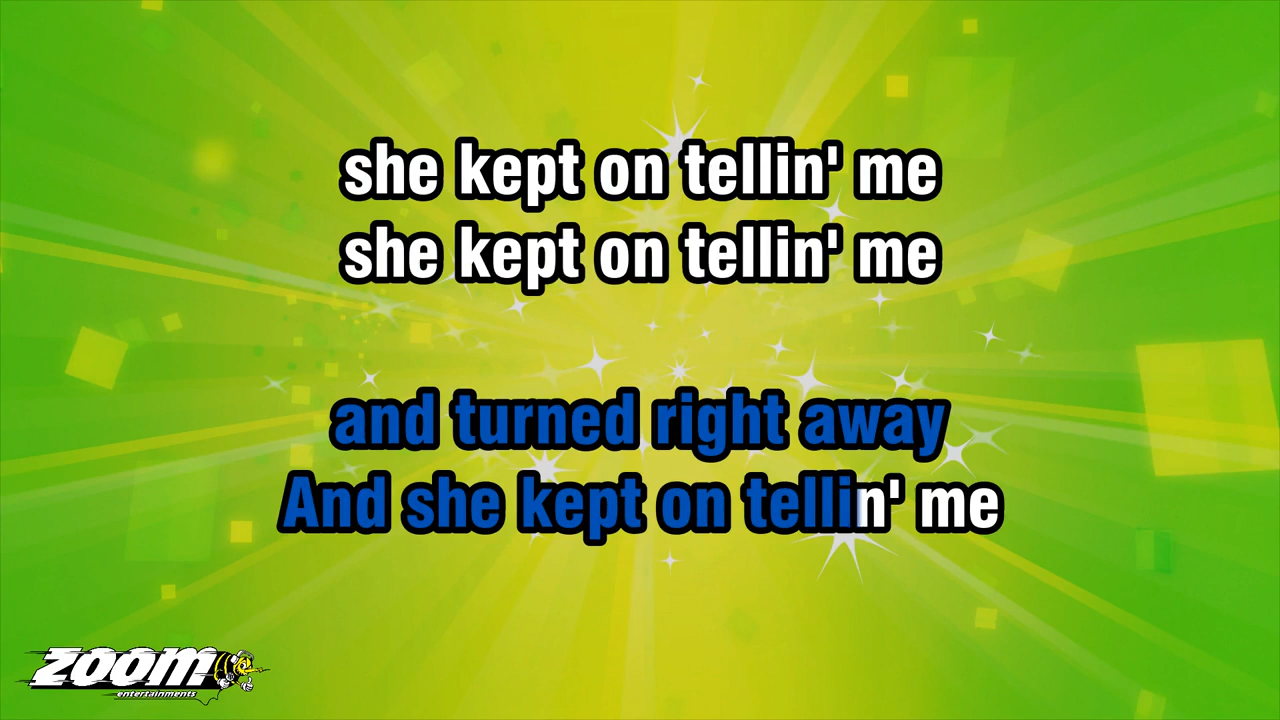 she kept on tellin' me
she kept on tellin' me
and turned right away
And she kept on tellin' me
zoom
entertainments